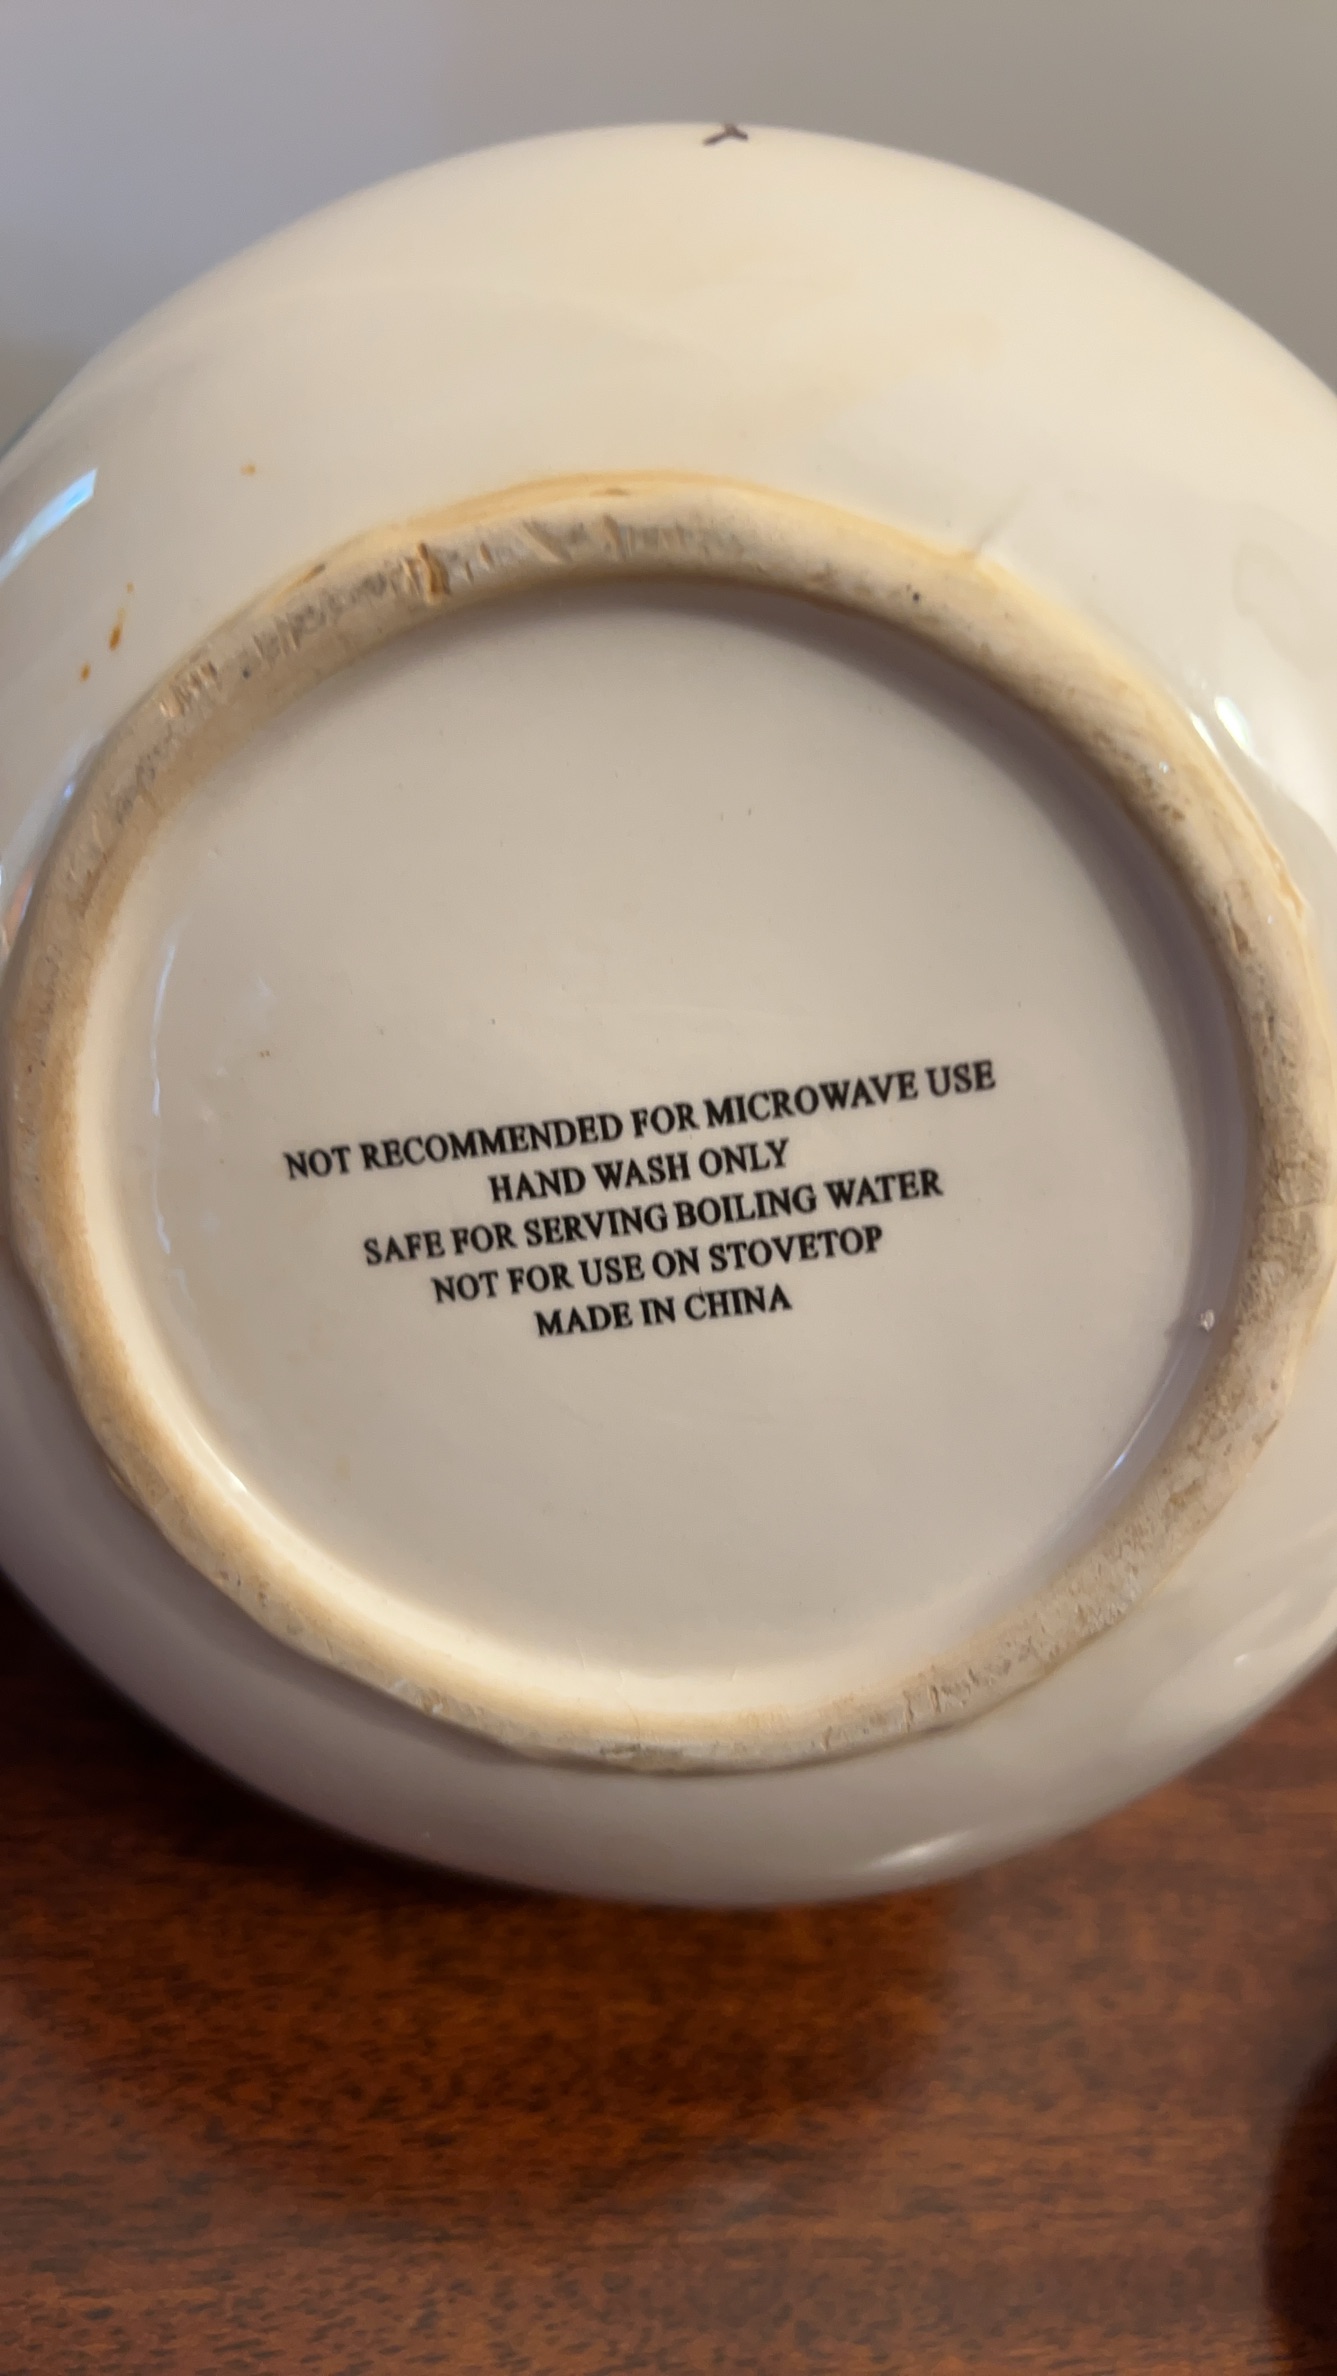 NOT RECOMMENDED FOR MICROWAVE USE
HAND WASH ONLY
SAFE FOR SERVING BOILING WATER
NOT FOR USE ON STOVETOP
MADE IN CHINA